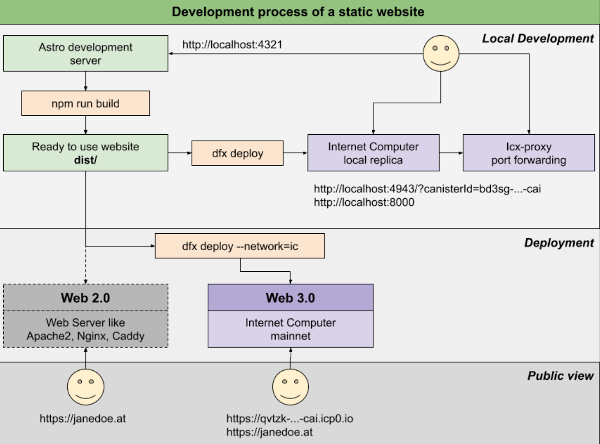 Development process of a static website
Local Development
Astro development
server
http://localhost:4321
npm run build
Ready to use website
dist/
dfx deploy
Internet Computer
local replica
Icx-proxy
port forwarding
http://localhost:4943/?canisterId=bd3sg-...-cai
http://localhost:8000
Deployment
dfx deploy --network=ic
Web 2.0
Web Server like
Apache2, Nginx, Caddy
Web 3.0
Internet Computer
mainnet
Public view
https://janedoe.at
https://qvtzk-...-cai.icp0.io
https://janedoe.at